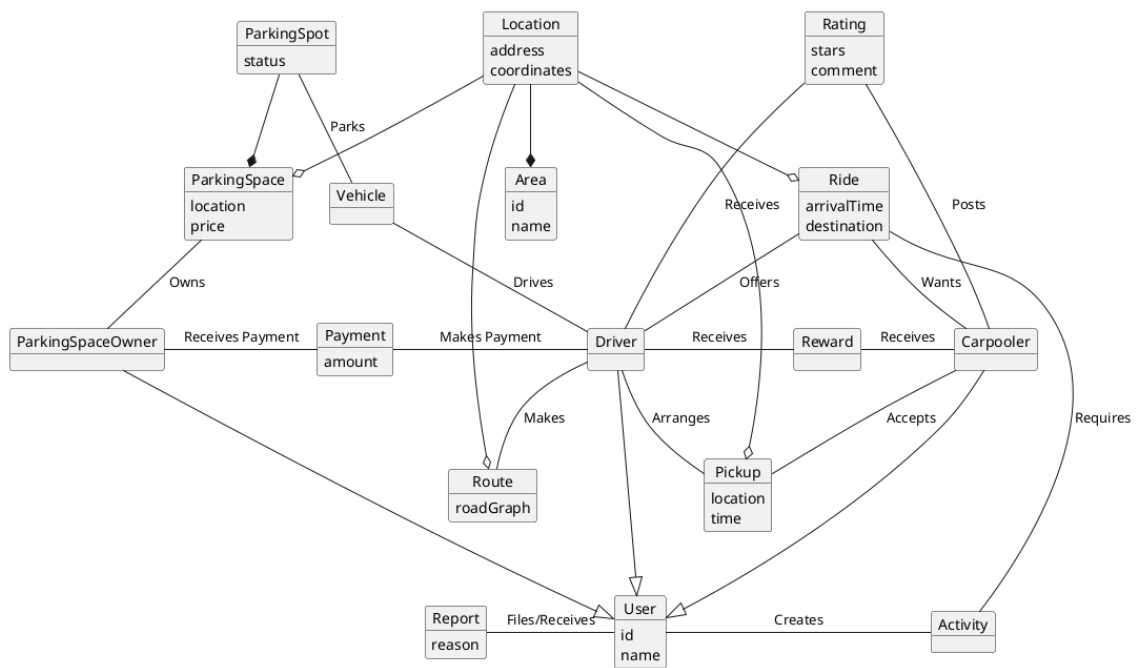 ParkingSpot
status
Location
address
coordinates
Rating
stars
comment
Parks
ParkingSpace
location
price
Vehicle
Area
id
name
Receives
Ride
arrivalTime
destination
Posts
Owns
Drives
Offers
Wants
ParkingSpaceOwner
Receives Payment
Payment
amount
Makes Payment
Driver
Receives
Reward
Receives
Carpooler
Makes
Arranges
Accepts
Requires
Route
roadGraph
Pickup
location
time
Report
reason
Files/Receives
User
id
name
Creates
Activity